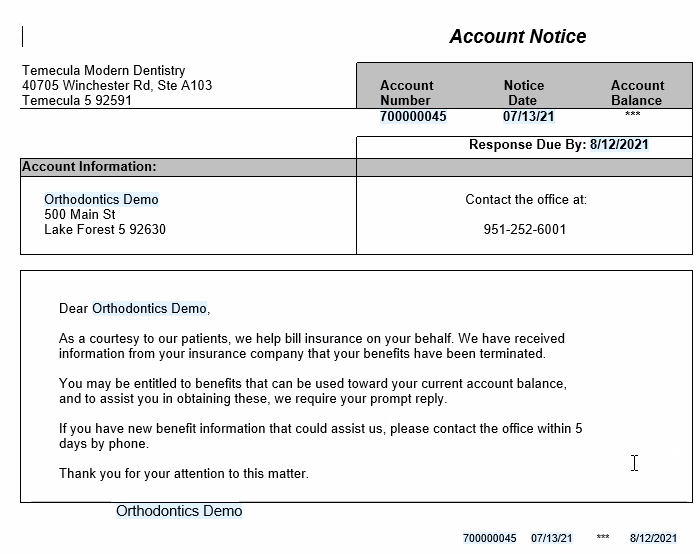 Account Notice
Temecula Modern Dentistry
40705 Winchester Rd, Ste A103
Temecula 5 92591
Account Number
Notice Date
Account Balance
700000045 07/13/21 ***
Response Due By: 8/12/2021
Account Information:
Orthodontics Demo
500 Main St
Lake Forest 5 92630
Contact the office at:
951-252-6001
Dear Orthodontics Demo,
As a courtesy to our patients, we help bill insurance on your behalf. We have received
information from your insurance company that your benefits have been terminated.
You may be entitled to benefits that can be used toward your current account balance,
and to assist you in obtaining these, we require your prompt reply.
If you have new benefit information that could assist us, please contact the office within 5
days by phone.
Thank you for your attention to this matter.
Orthodontics Demo
700000045 07/13/21 *** 8/12/2021